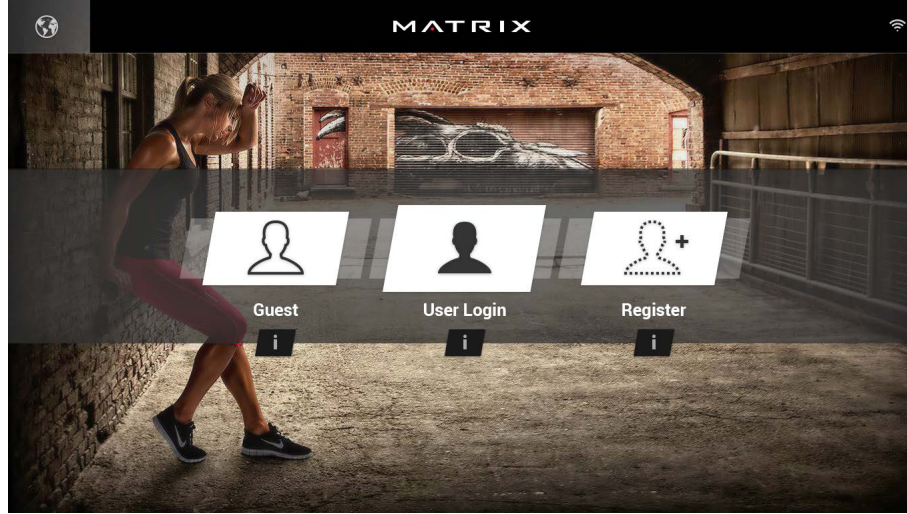 MATRIX
Guest
User Login
Register
i
i
i